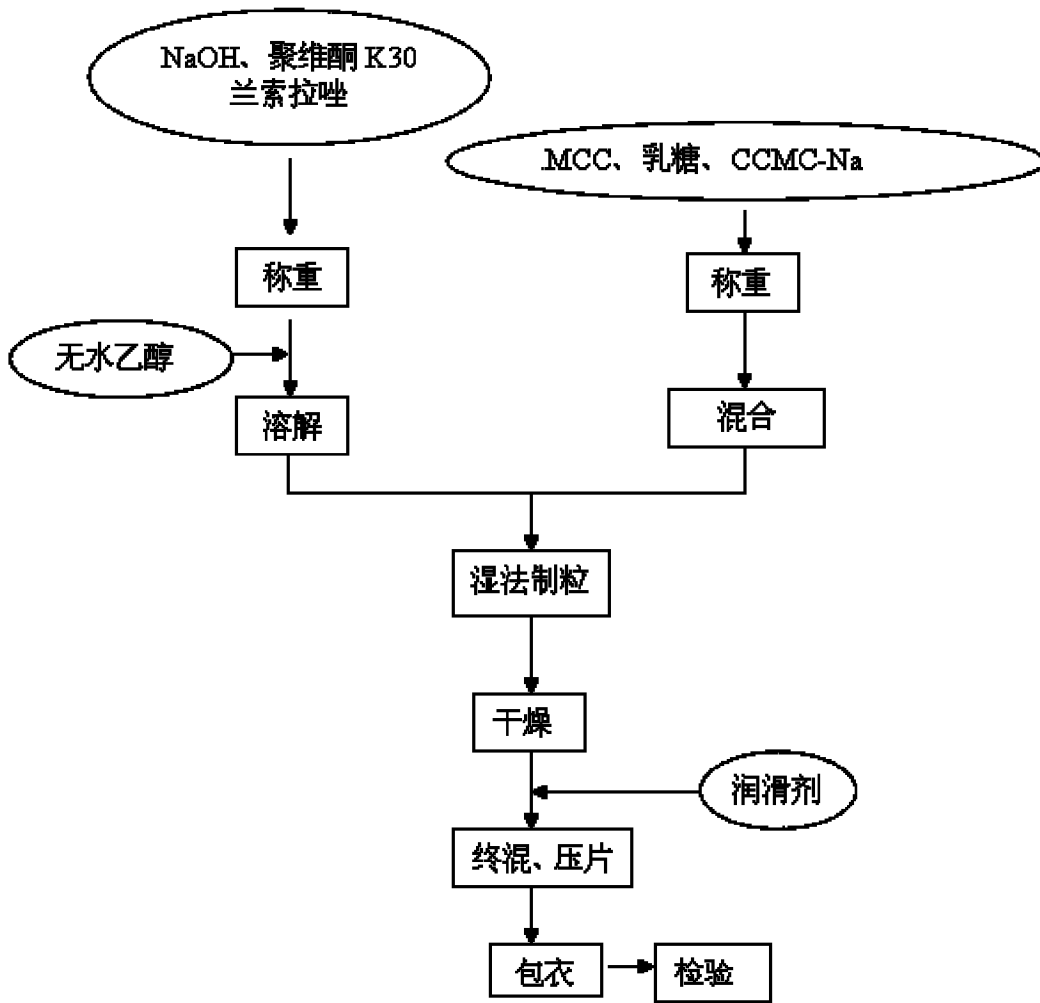 NaOH、聚维酮 K30
兰索拉唑
.MCC、乳糖、CCMC-Na
称重
称重
无水乙醇
溶解
混合
湿法制粒
干燥
润滑剂
终混、压片
包衣
检验